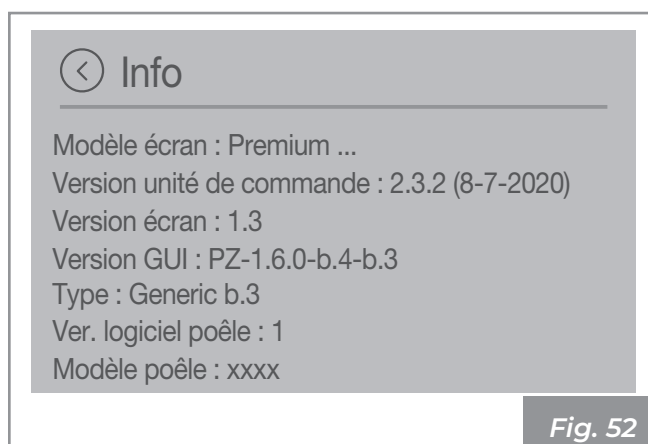 Info
Modèle écran : Premium ...
Version unité de commande : 2.3.2 (8-7-2020)
Version écran : 1.3
Version GUI : PZ-1.6.0-b.4-b.3
Type : Generic b.3
Ver. logiciel poêle : 1
Modèle poêle : xxxx
Fig. 52